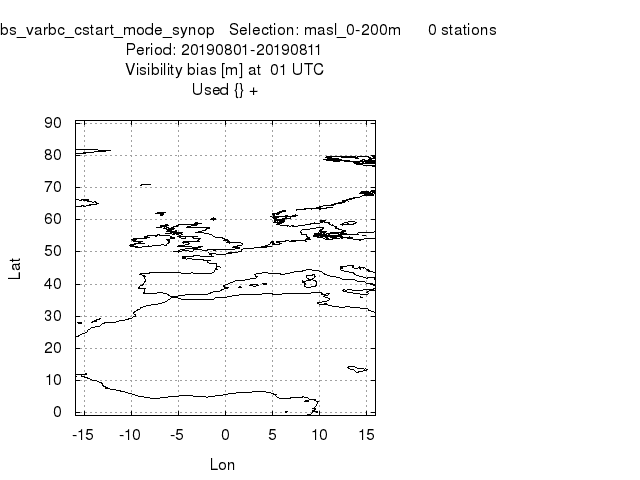 bs_varbc_cstart_mode_synop Selection: masl_0-200m 0 stations
Period: 20190801-20190811
Visibility bias [m] at 01 UTC
Used {} +
90
80
70
60
50
40
30
20
10
0
Lat
-15 -10 -5 0 5 10 15
Lon